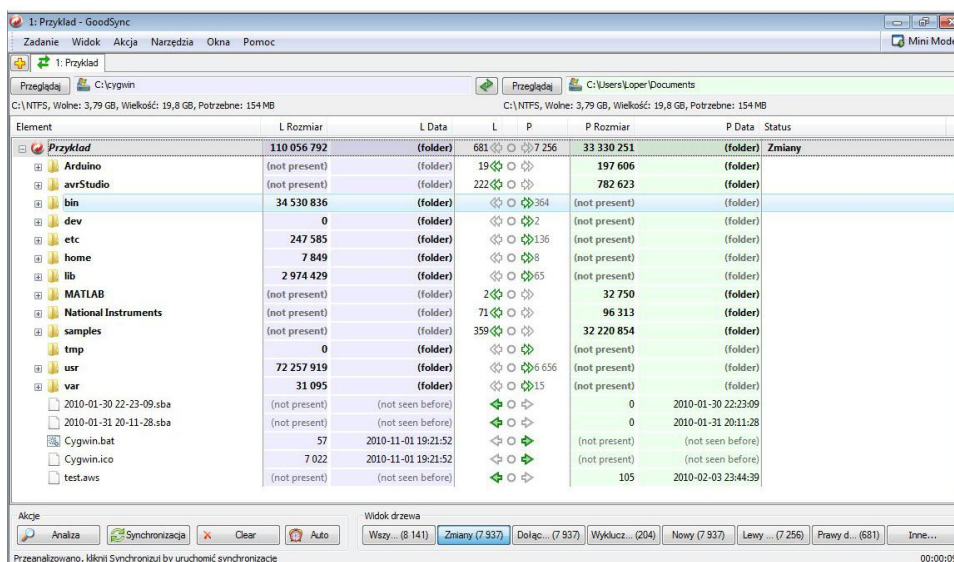 1: Przyklad - GoodSync
Zadanie Widok Akcja Narzędzia Okna Pomoc Mini Mode
1: Przyklad
Przeglądaj C:\cygwin Przeglądaj C:\Users\Loper\Documents
C:\ NTFS, Wolne: 3,79 GB, Wielkość: 19,8 GB, Potrzebne: 154 MB C:\ NTFS, Wolne: 3,79 GB, Wielkość: 19,8 GB, Potrzebne: 154 MB
Element L Rozmiar L Data L P P Rozmiar P Data Status
Przyklad 110 056 792 (folder) 681 7 256 33 330 251 (folder) Zmiany
Arduino (not present) (folder) 19 197 606 (folder)
avrStudio (not present) (folder) 222 782 623 (folder)
bin 34 530 836 (folder) 364 (not present) (folder)
dev 0 (folder) 2 (not present) (folder)
etc 247 585 (folder) 136 (not present) (folder)
home 7 849 (folder) 8 (not present) (folder)
lib 2 974 429 (folder) 65 (not present) (folder)
MATLAB (not present) (folder) 2 32 750 (folder)
National Instruments (not present) (folder) 71 96 313 (folder)
samples (not present) (folder) 359 32 220 854 (folder)
tmp 0 (folder) (not present) (folder)
usr 72 257 919 (folder) 6 656 (not present) (folder)
var 31 095 (folder) 15 (not present) (folder)
2010-01-30 22-23-09.sba (not present) (not seen before) 0 2010-01-30 22:23:09
2010-01-31 20-11-28.sba (not present) (not seen before) 0 2010-01-31 20:11:28
Cygwin.bat 57 2010-11-01 19:21:52 (not present) (not seen before)
Cygwin.ico 7 022 2010-11-01 19:21:52 (not present) (not seen before)
test.aws (not present) (not seen before) 105 2010-02-03 23:44:39
Akcje Widok drzewa
Analiza Synchronizacja Clear Auto Wszy... (8 141) Zmiany (7 937) Dołąc... (7 937) Wyklucz... (204) Nowy (7 937) Lewy ... (7 256) Prawy d... (681) Inne...
Przeanalizowano, kliknij Synchronizuj by uruchomić synchronizację 00:00:09